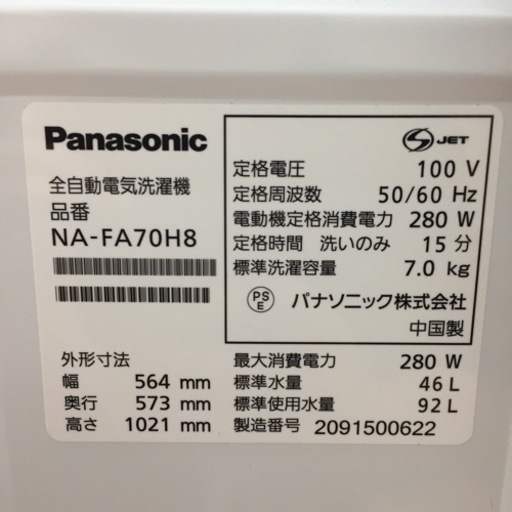 Panasonic
全自動電気洗濯機
品番
NA-FA70H8
外形寸法
幅 564 mm
奥行 573 mm
高さ 1021 mm
S JET
定格電圧 100 V
定格周波数 50/60 Hz
電動機定格消費電力 280 W
定格時間 洗いのみ 15 分
標準洗濯容量 7.0 kg
PS E パナソニック株式会社
中国製
最大消費電力 280 W
標準水量 46 L
標準使用水量 92 L
製造番号 2091500622